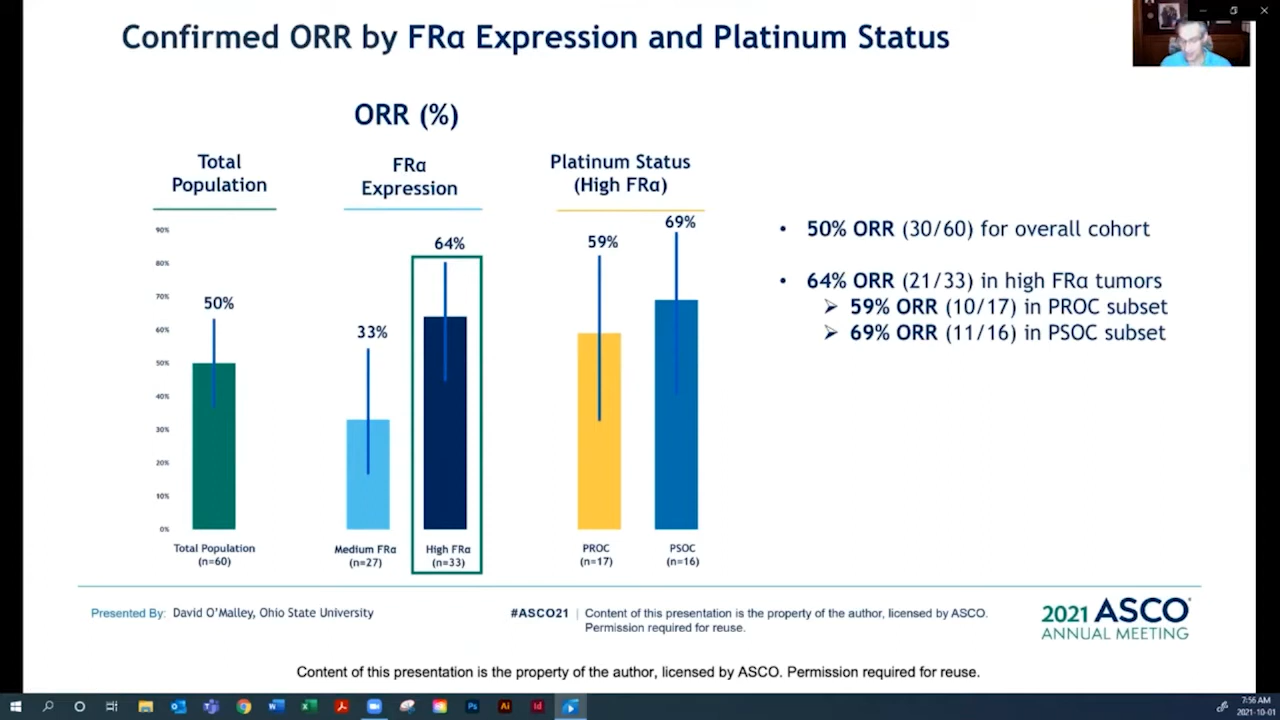 Confirmed ORR by FRα Expression and Platinum Status
ORR (%)
Total
Population
FRα
Expression
Platinum Status
(High FRα)
90%
80%
70%
60%
50%
40%
30%
20%
10%
0%
50%
33%
64%
59%
69%
Total Population
(n=60)
Medium FRα
(n=27)
High FRα
(n=33)
PROC
(n=17)
PSOC
(n=16)
• 50% ORR (30/60) for overall cohort
• 64% ORR (21/33) in high FRα tumors
➢ 59% ORR (10/17) in PROC subset
➢ 69% ORR (11/16) in PSOC subset
Presented By: David O’Malley, Ohio State University
#ASCO21 | Content of this presentation is the property of the author, licensed by ASCO.
Permission required for reuse.
2021 ASCO®
ANNUAL MEETING
Content of this presentation is the property of the author, licensed by ASCO. Permission required for reuse.
Ps
Ai
Id
7:56 AM
2021-10-01